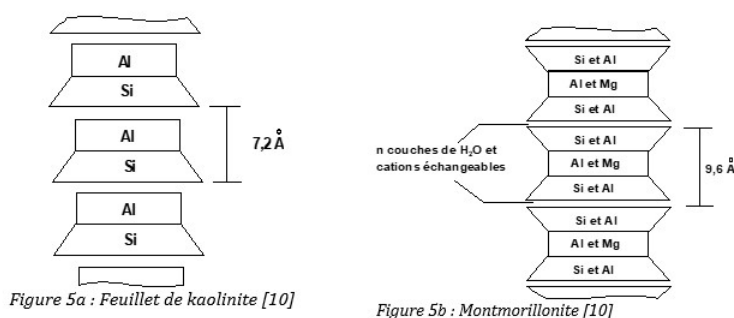 Al
Si
Al
Si
Al
Si
7,2 Å
Figure 5a : Feuillet de kaolinite [10]
Si et Al
Al et Mg
Si et Al
Si et Al
Al et Mg
Si et Al
Si et Al
Al et Mg
Si et Al
n couches de H₂O et
cations échangeables
9,6 Å
Figure 5b : Montmorillonite [10]